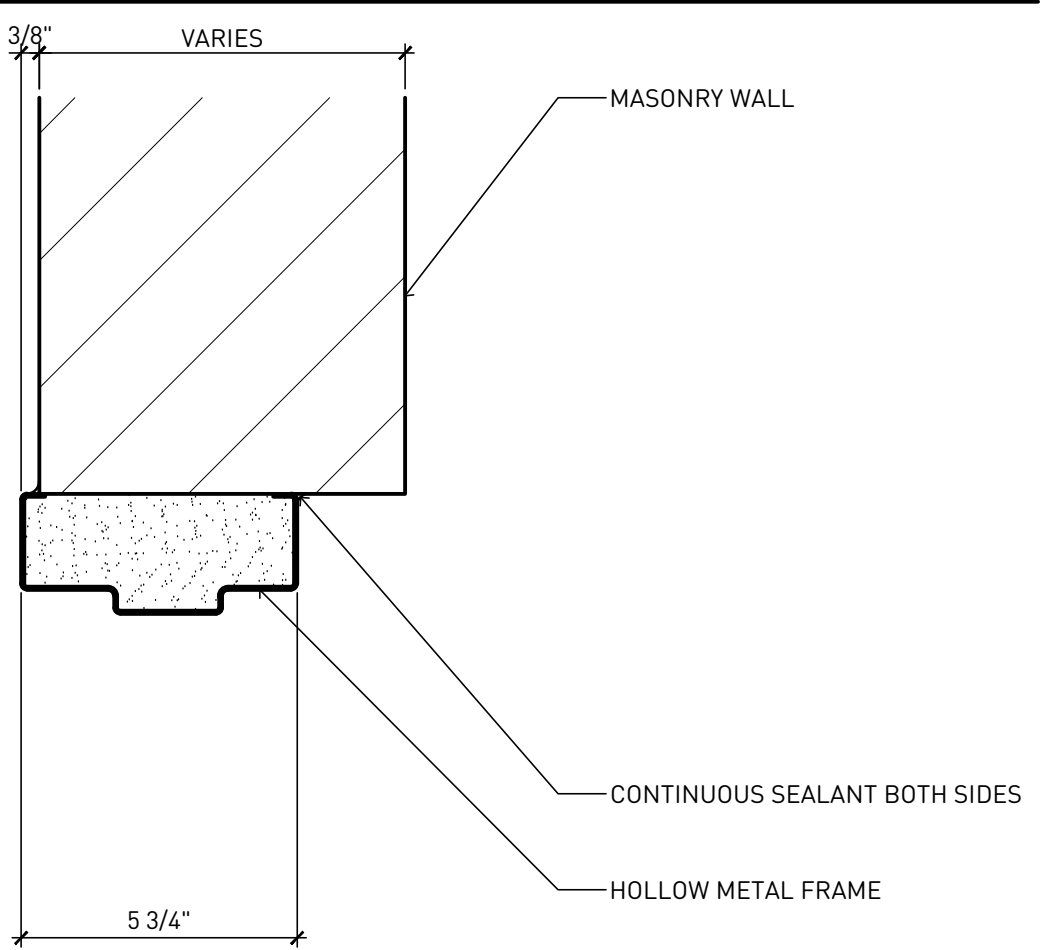 3/8"
VARIES
MASONRY WALL
CONTINUOUS SEALANT BOTH SIDES
HOLLOW METAL FRAME
5 3/4"